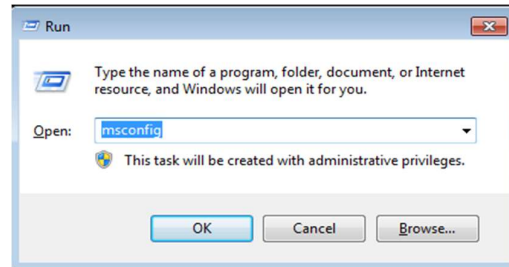 Run
Type the name of a program, folder, document, or Internet
resource, and Windows will open it for you.
Open: msconfig
This task will be created with administrative privileges.
OK Cancel Browse...